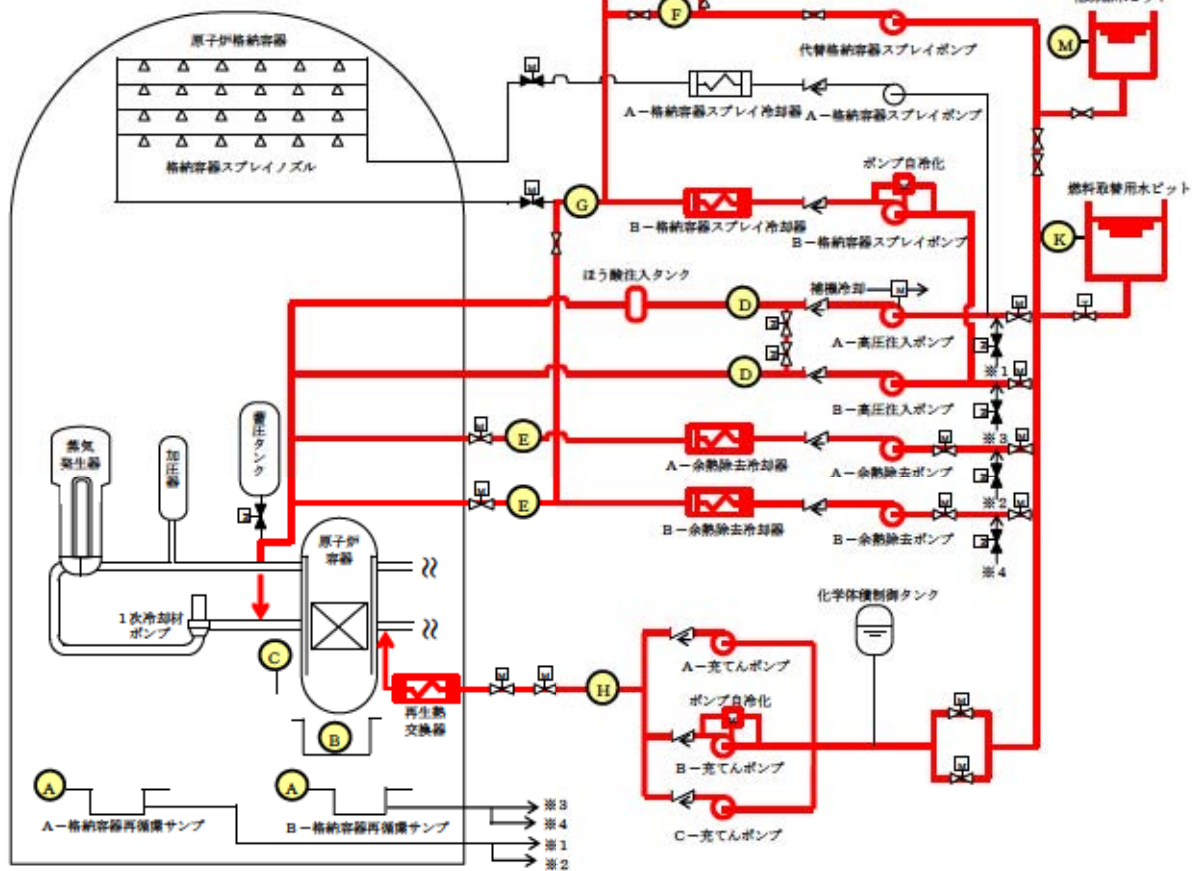 F
代替格納容器スプレイポンプ
M
原子炉格納容器
M
A－格納容器スプレイ冷却器
A－格納容器スプレイポンプ
格納容器スプレイノズル
ポンプ自冷化
M
燃料取替用水ピット
M
G
K
B－格納容器スプレイ冷却器
B－格納容器スプレイポンプ
ほう酸注入タンク
補機冷却
M
D
M
A－高圧注入ポンプ
※1
D
M
B－高圧注入ポンプ
蓄圧タンク
蒸気
発生器
加圧器
M
E
M
※3
M
A－余熱除去冷却器
A－余熱除去ポンプ
M
E
M
※2
M
B－余熱除去冷却器
B－余熱除去ポンプ
※4
原子炉
容器
1次冷却材
ポンプ
化学体積制御タンク
C
A－充てんポンプ
M
M
H
ポンプ自冷化
M
M
再生熱
交換器
B
B－充てんポンプ
M
A
A
※3
※4
A－格納容器再循環サンプ
B－格納容器再循環サンプ
※1
※2
C－充てんポンプ